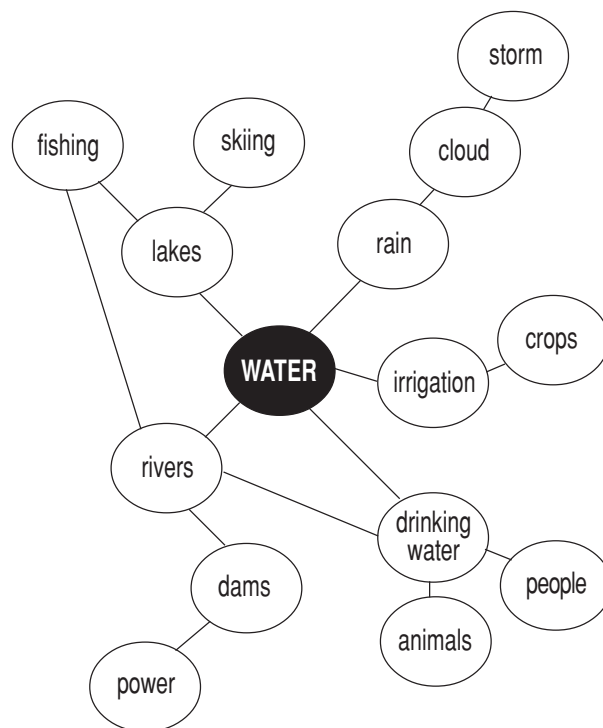 storm
fishing
skiing
cloud
lakes
rain
crops
WATER
irrigation
rivers
drinking
water
people
dams
animals
power